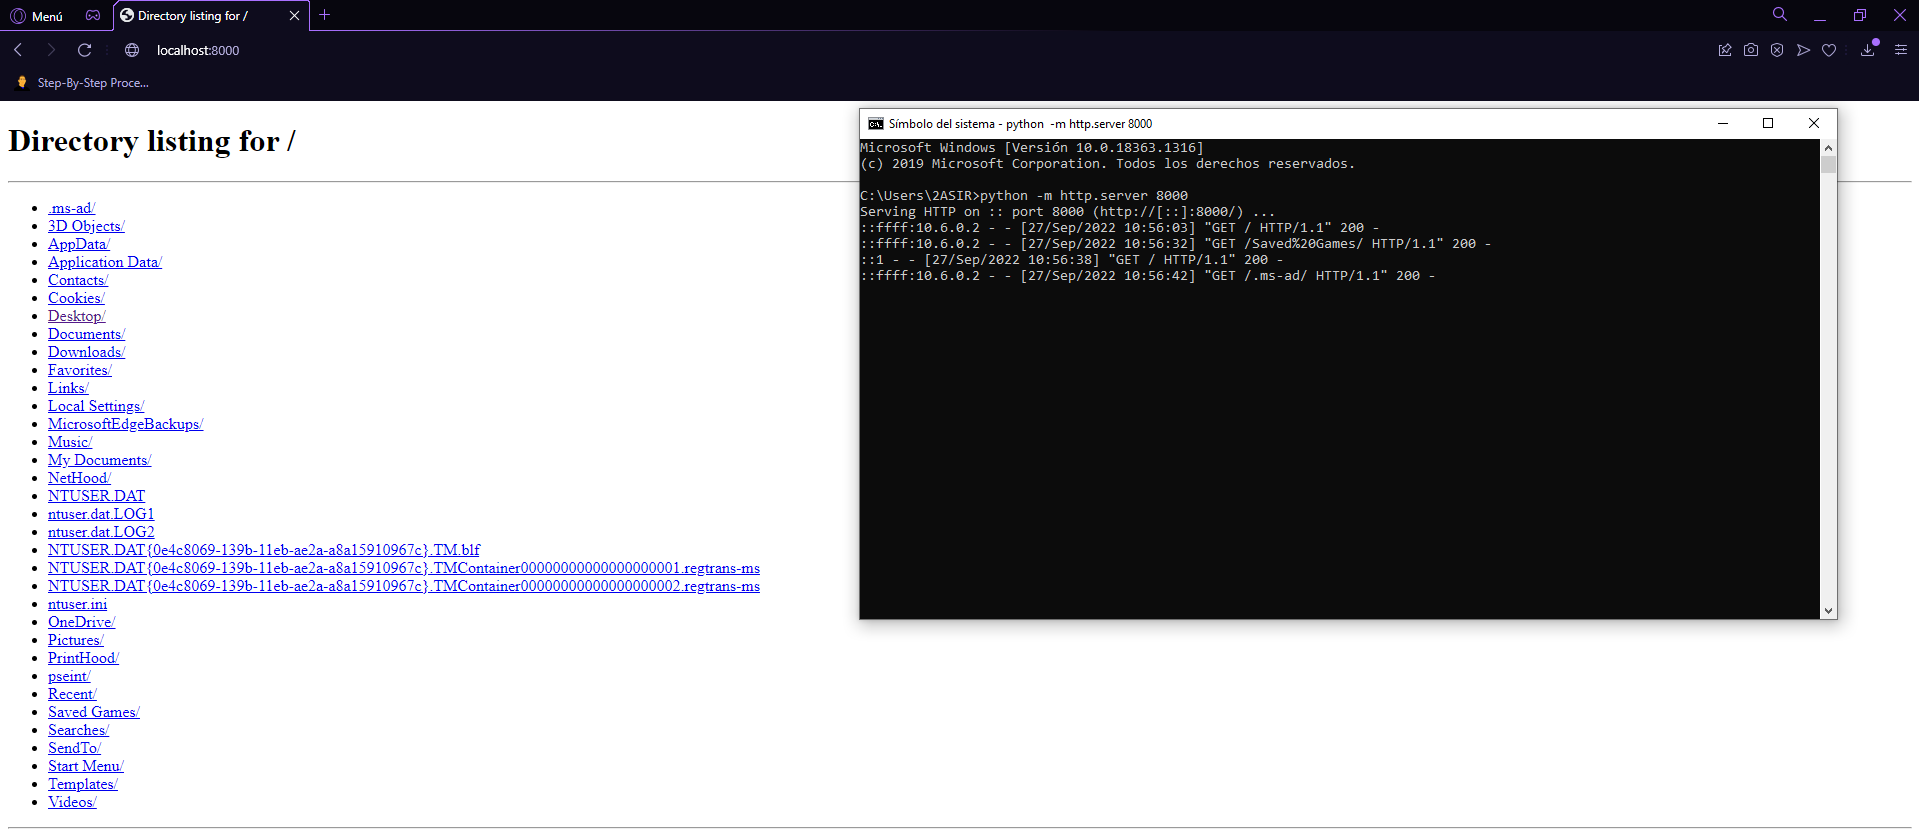 Menú
Directory listing for /
localhost:8000
Step-By-Step Proce...
Directory listing for /
.ms-ad/
3D Objects/
AppData/
Application Data/
Contacts/
Cookies/
Desktop/
Documents/
Downloads/
Favorites/
Links/
Local Settings/
MicrosoftEdgeBackups/
Music/
My Documents/
NetHood/
NTUSER.DAT
ntuser.dat.LOG1
ntuser.dat.LOG2
NTUSER.DAT{0e4c8069-139b-11eb-ae2a-a8a15910967c}.TM.blf
NTUSER.DAT{0e4c8069-139b-11eb-ae2a-a8a15910967c}.TMContainer00000000000000000001.regtrans-ms
NTUSER.DAT{0e4c8069-139b-11eb-ae2a-a8a15910967c}.TMContainer00000000000000000002.regtrans-ms
ntuser.ini
OneDrive/
Pictures/
PrintHood/
pseint/
Recent/
Saved Games/
Searches/
SendTo/
Start Menu/
Templates/
Videos/
Símbolo del sistema - python  -m http.server 8000
Microsoft Windows [Versión 10.0.18363.1316]
(c) 2019 Microsoft Corporation. Todos los derechos reservados.
C:\Users\2ASIR>python -m http.server 8000
Serving HTTP on :: port 8000 (http://[::]:8000/) ...
::ffff:10.6.0.2 - - [27/Sep/2022 10:56:03] "GET / HTTP/1.1" 200 -
::ffff:10.6.0.2 - - [27/Sep/2022 10:56:32] "GET /Saved%20Games/ HTTP/1.1" 200 -
::1 - - [27/Sep/2022 10:56:38] "GET / HTTP/1.1" 200 -
::ffff:10.6.0.2 - - [27/Sep/2022 10:56:42] "GET /.ms-ad/ HTTP/1.1" 200 -